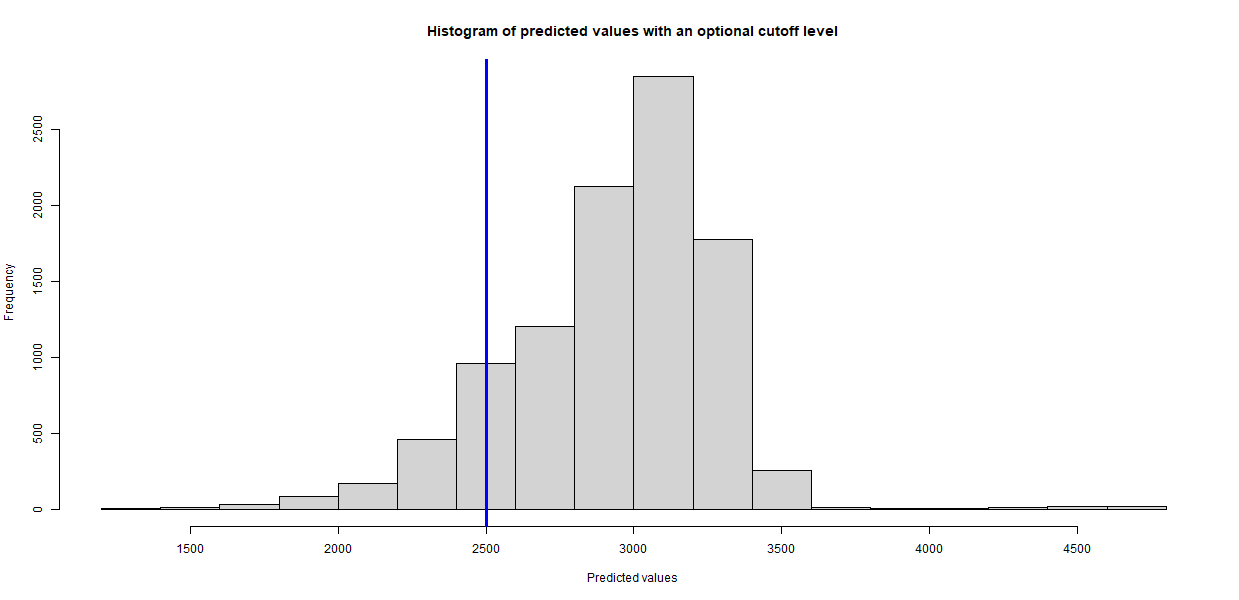 Histogram of predicted values with an optional cutoff level
Frequency
2500
2000
1500
1000
500
0
1500 2000 2500 3000 3500 4000 4500
Predicted values